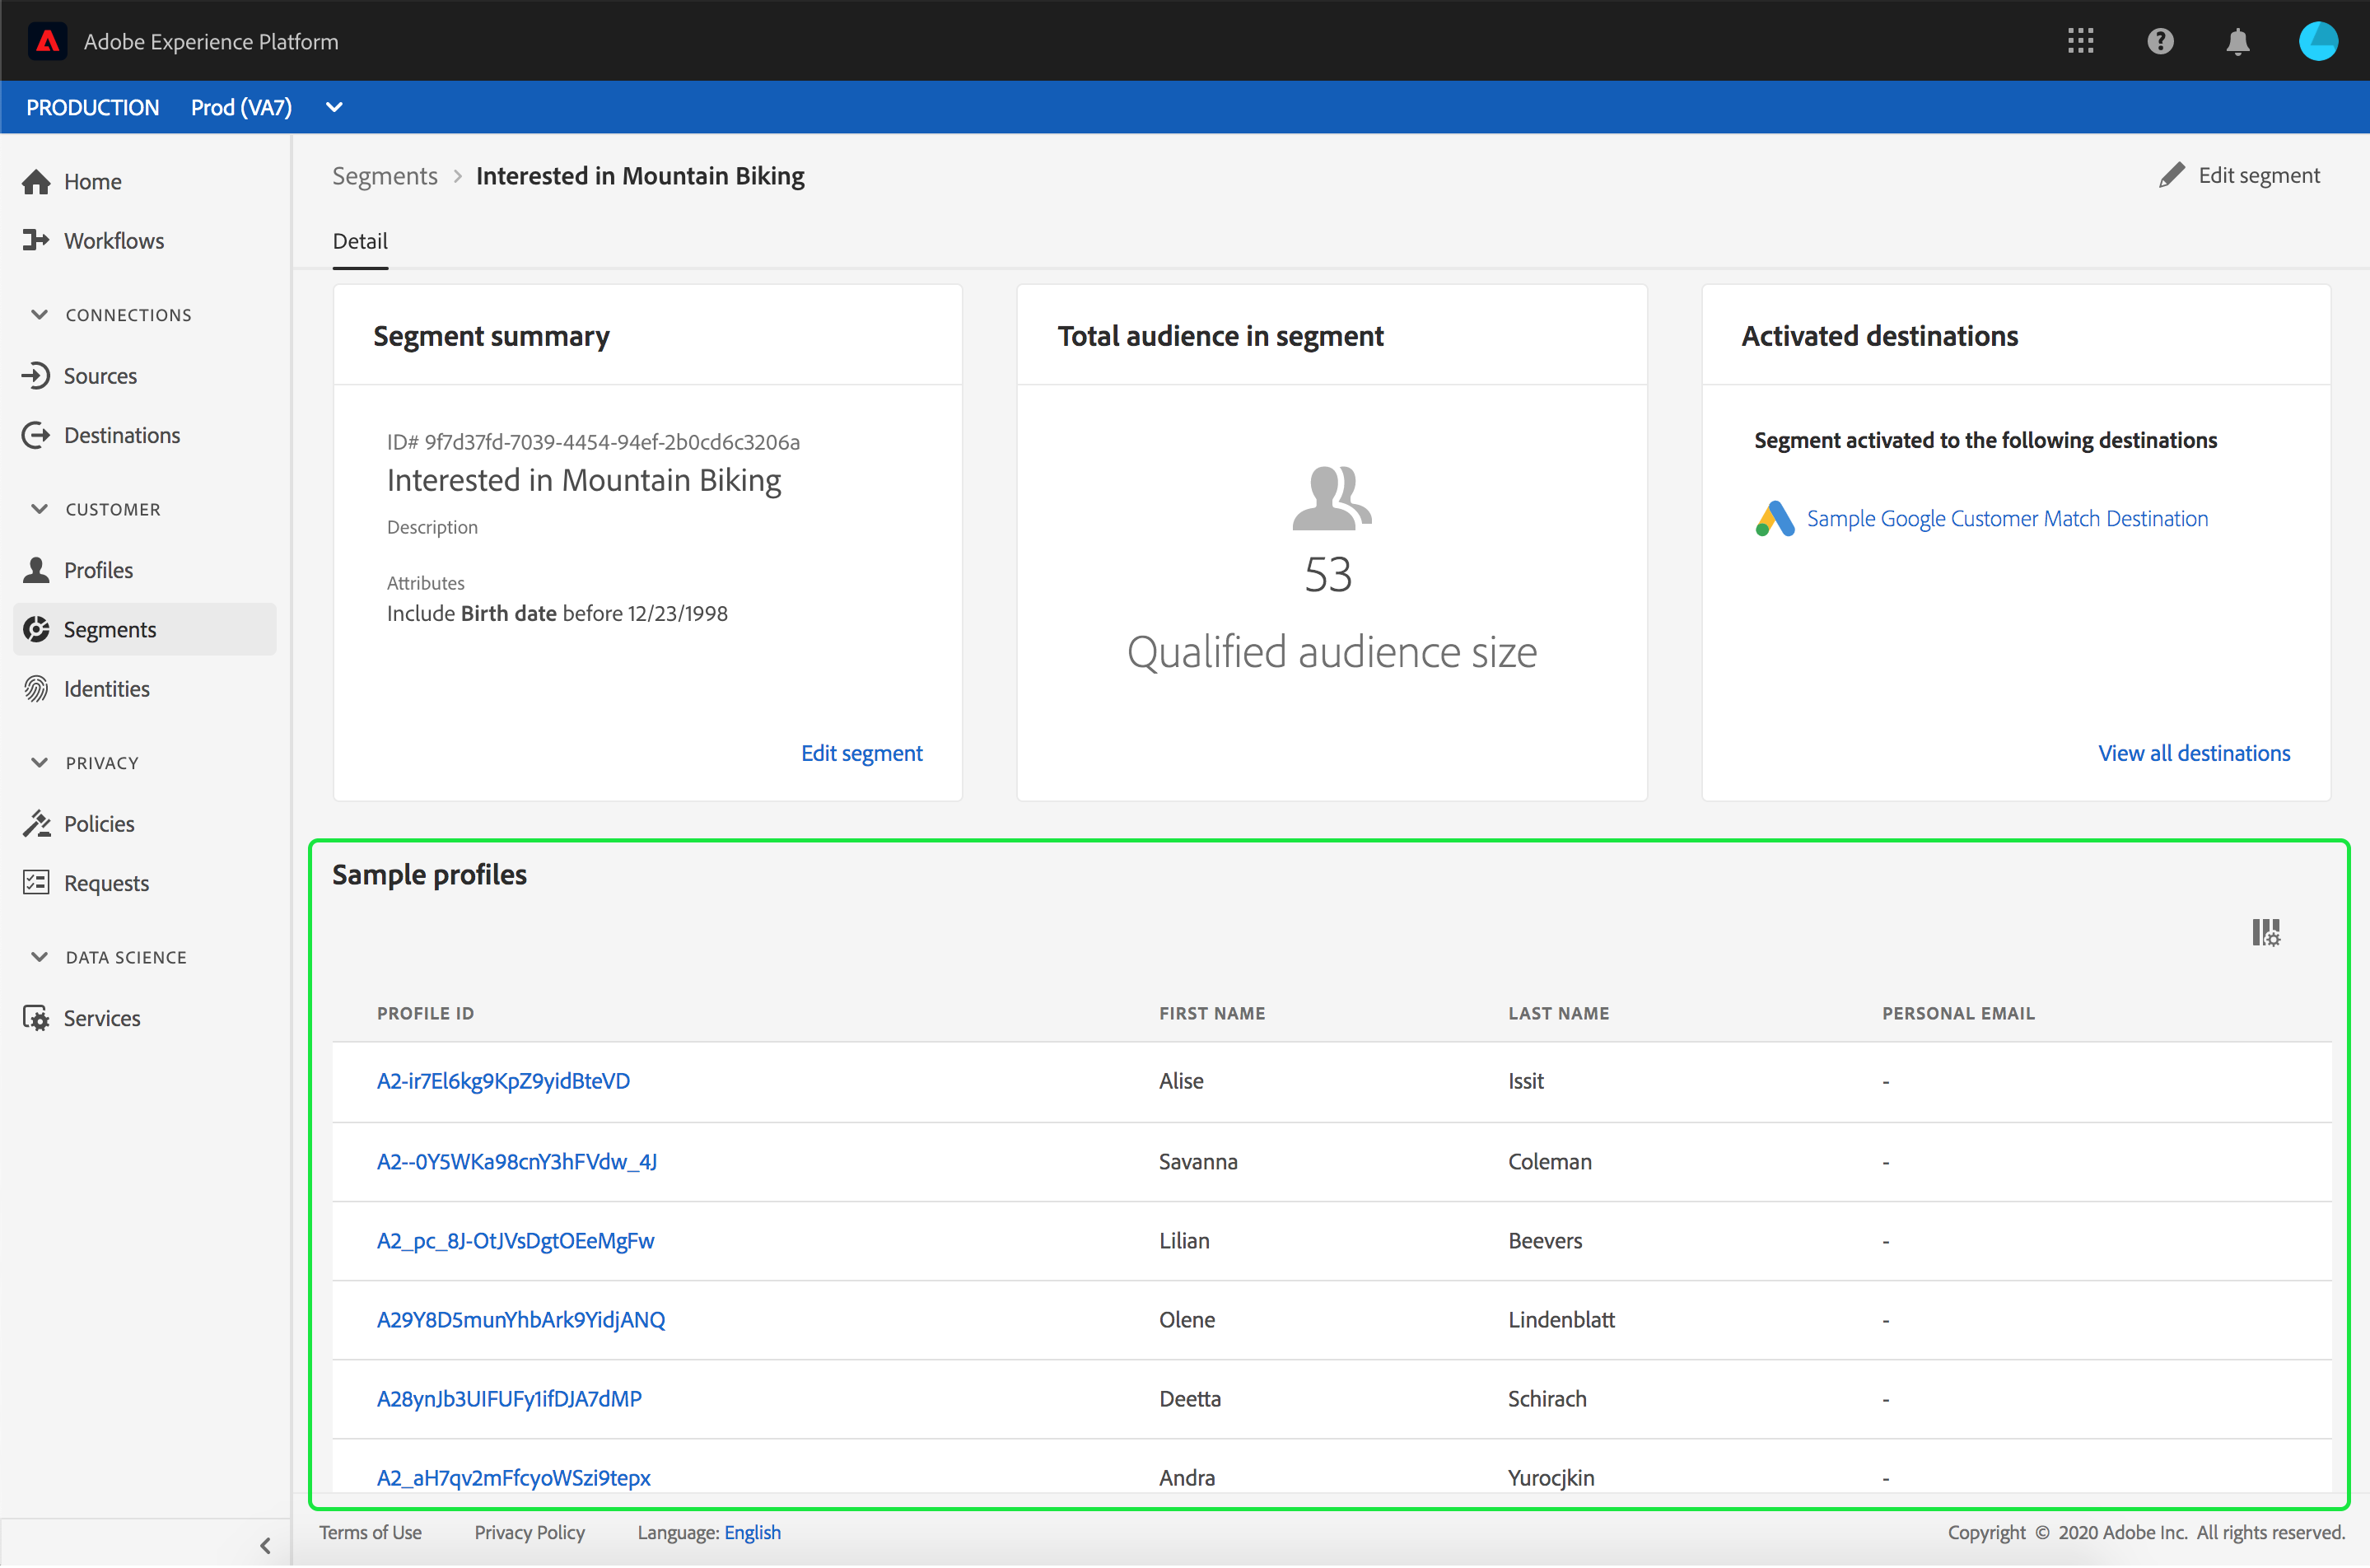 Adobe Experience Platform
PRODUCTION Prod (VA7)
Home
Workflows
CONNECTIONS
Sources
Destinations
CUSTOMER
Profiles
Segments
Identities
PRIVACY
Policies
Requests
DATA SCIENCE
Services
Segments > Interested in Mountain Biking
Edit segment
Detail
Segment summary
ID# 9f7d37fd-7039-4454-94ef-2b0cd6c3206a
Interested in Mountain Biking
Description
Attributes
Include Birth date before 12/23/1998
Edit segment
Total audience in segment
53
Qualified audience size
Activated destinations
Segment activated to the following destinations
Sample Google Customer Match Destination
View all destinations
Sample profiles
PROFILE ID FIRST NAME LAST NAME PERSONAL EMAIL
A2-ir7El6kg9KpZ9yidBteVD Alise Issit -
A2--0Y5WKa98cnY3hFVdw_4J Savanna Coleman -
A2_pc_8J-OtJVsDgtOEeMgFw Lilian Beevers -
A29Y8D5munYhbArk9YidjANQ Olene Lindenblatt -
A28ynJb3UIFUFy1ifDJA7dMP Deetta Schirach -
A2_aH7qv2mFfcyoWSzi9tepx Andra Yurocjkin -
Terms of Use Privacy Policy Language: English
Copyright © 2020 Adobe Inc. All rights reserved.